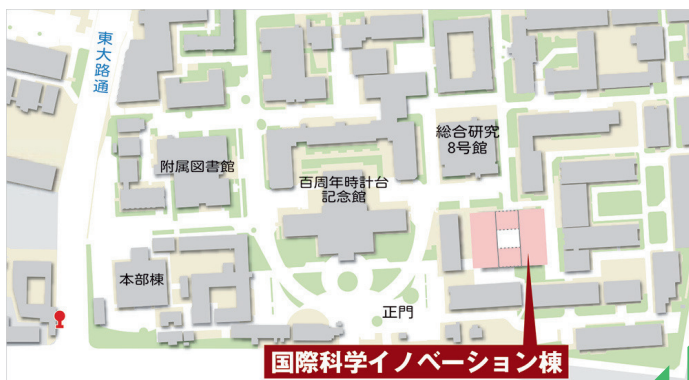 東大路通
附属図書館
百周年時計台
記念館
総合研究
8号館
本部棟
正門
国際科学イノベーション棟